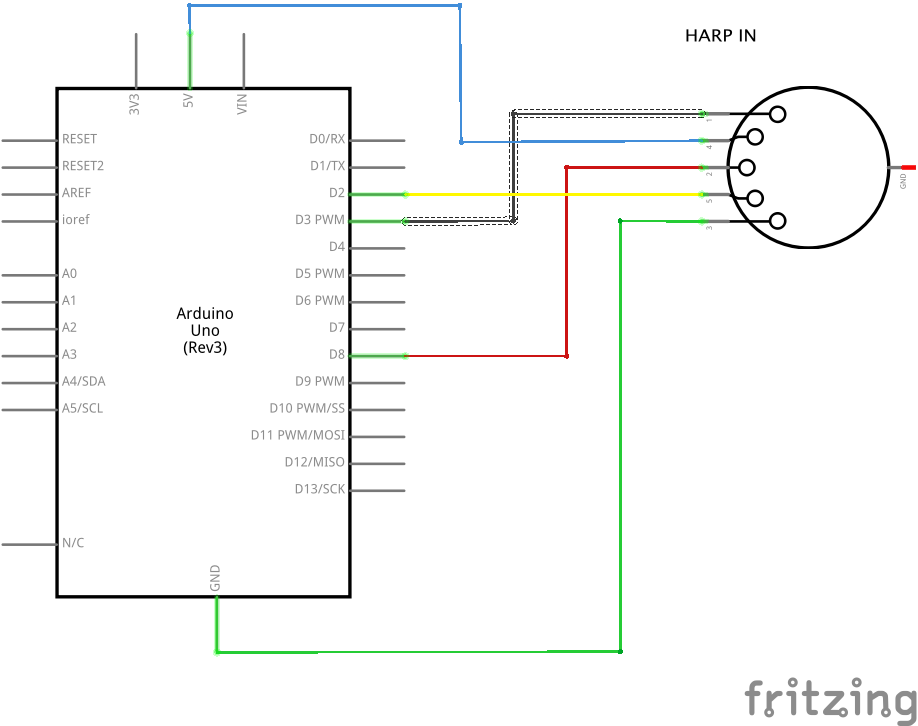 HARP IN
3V3
5V
VIN
RESET
RESET2
AREF
ioref
A0
A1
A2
A3
A4/SDA
A5/SCL
N/C
Arduino
Uno
(Rev3)
D0/RX
D1/TX
D2
D3 PWM
D4
D5 PWM
D6 PWM
D7
D8
D9 PWM
D10 PWM/SS
D11 PWM/MOSI
D12/MISO
D13/SCK
GND
1
4
2
5
3
GND
fritzing